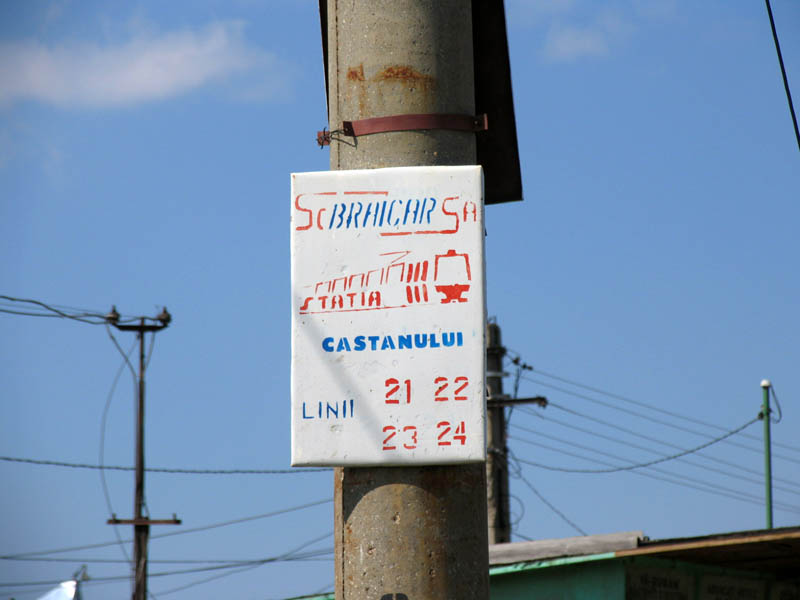 Sc BRAICAR SA
STATIA
CASTANULUI
21 22
LINII
23 24